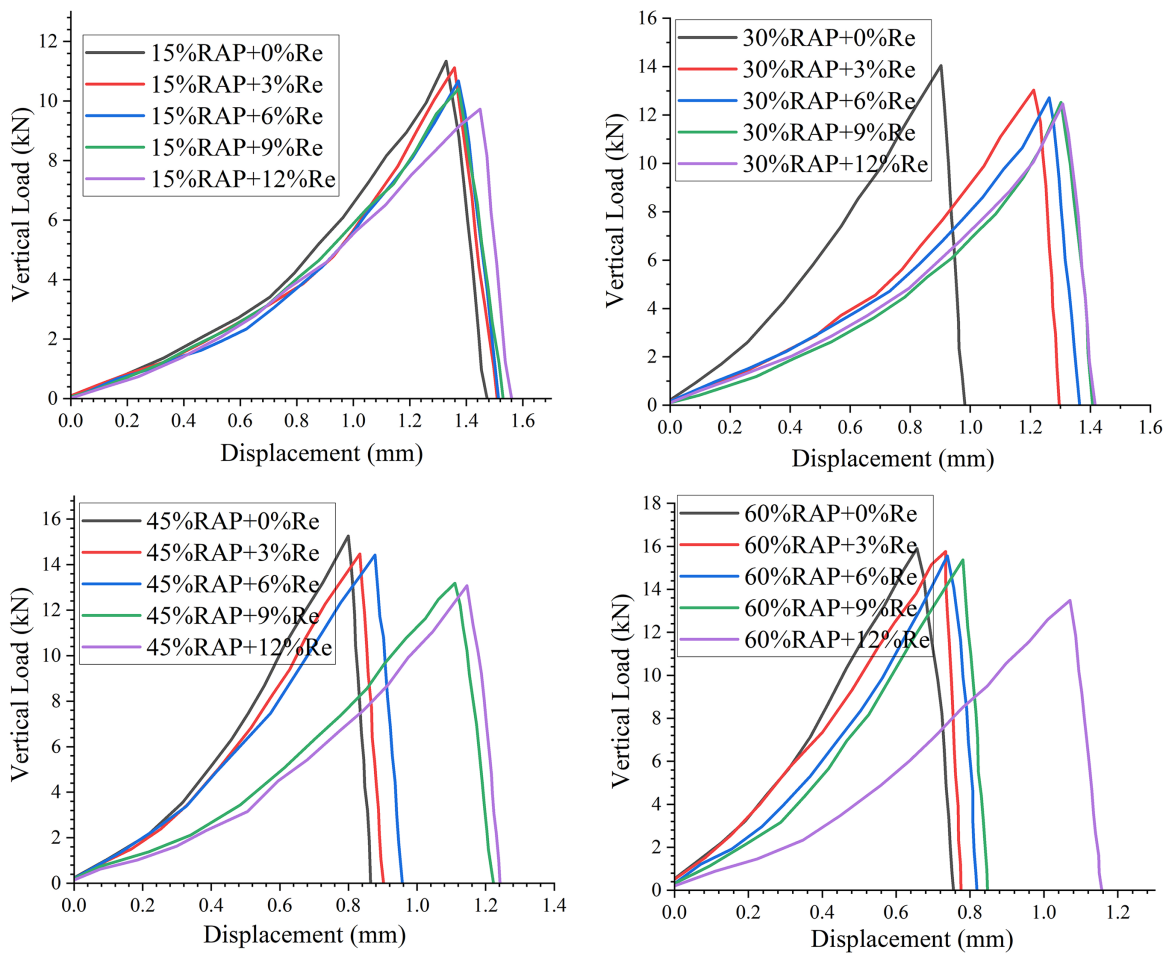 12
10
8
6
4
2
0
Vertical Load (kN)
15%RAP+0%Re
15%RAP+3%Re
15%RAP+6%Re
15%RAP+9%Re
15%RAP+12%Re
0.0 0.2 0.4 0.6 0.8 1.0 1.2 1.4 1.6
Displacement (mm)
16
14
12
10
8
6
4
2
0
Vertical Load (kN)
30%RAP+0%Re
30%RAP+3%Re
30%RAP+6%Re
30%RAP+9%Re
30%RAP+12%Re
0.0 0.2 0.4 0.6 0.8 1.0 1.2 1.4 1.6
Displacement (mm)
16
14
12
10
8
6
4
2
0
Vertical Load (kN)
45%RAP+0%Re
45%RAP+3%Re
45%RAP+6%Re
45%RAP+9%Re
45%RAP+12%Re
0.0 0.2 0.4 0.6 0.8 1.0 1.2 1.4
Displacement (mm)
18
16
14
12
10
8
6
4
2
0
Vertical Load (kN)
60%RAP+0%Re
60%RAP+3%Re
60%RAP+6%Re
60%RAP+9%Re
60%RAP+12%Re
0.0 0.2 0.4 0.6 0.8 1.0 1.2
Displacement (mm)